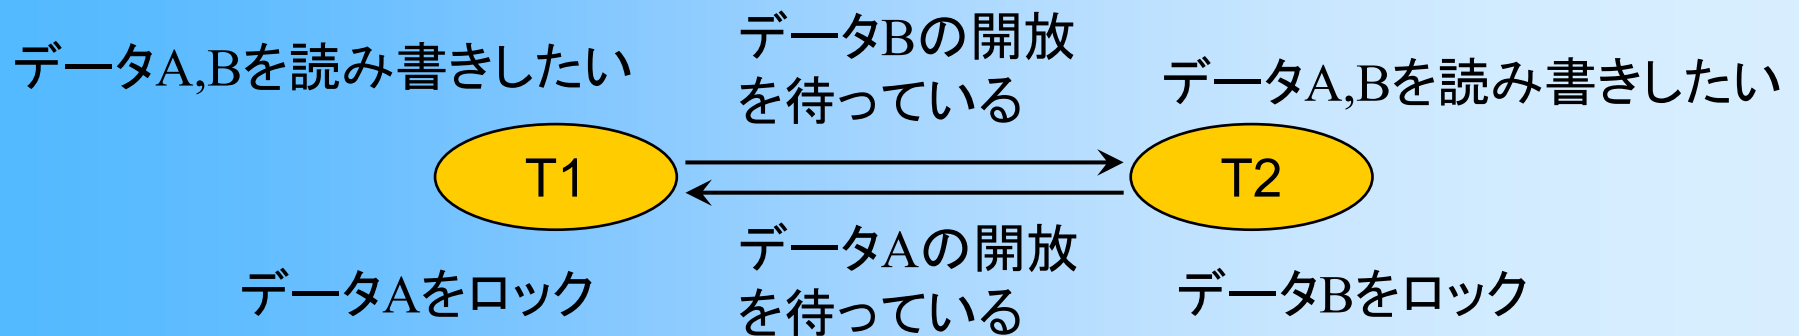 データA,Bを読み書きしたい
データBの開放
を待っている
データA,Bを読み書きしたい
T1
T2
データAをロック
データAの開放
を待っている
データBをロック